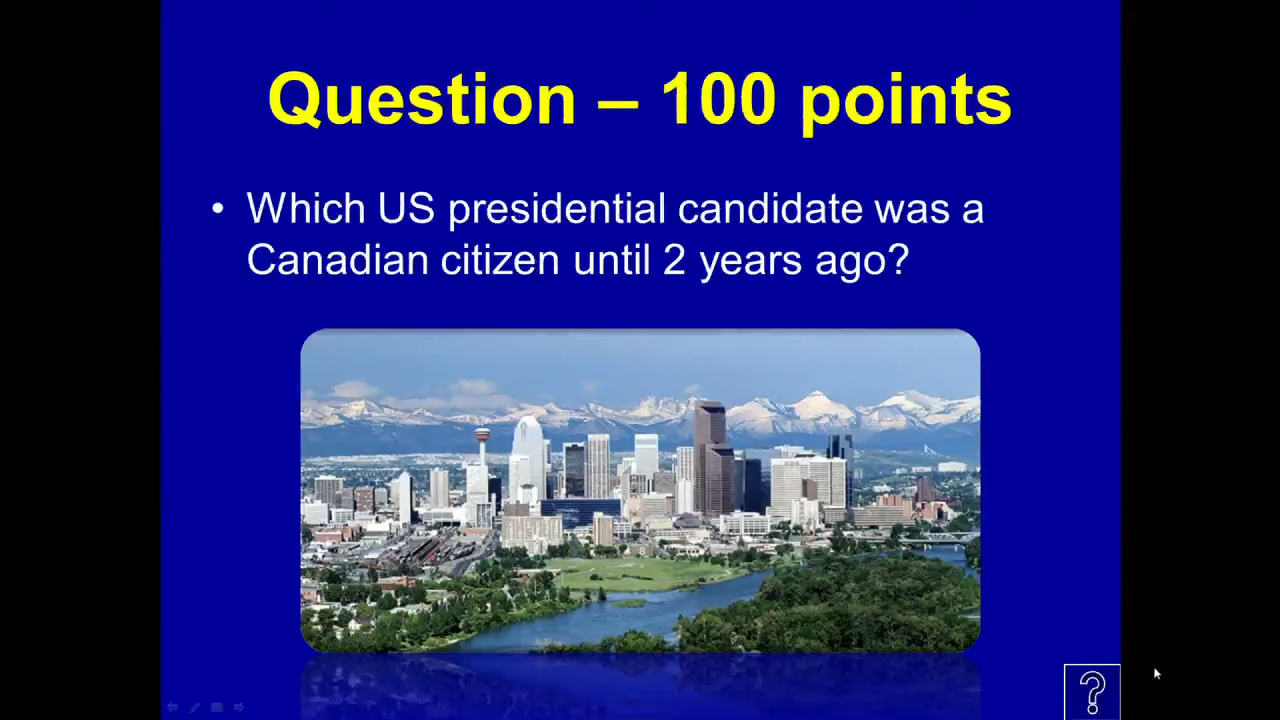 Question – 100 points
• Which US presidential candidate was a
Canadian citizen until 2 years ago?
?